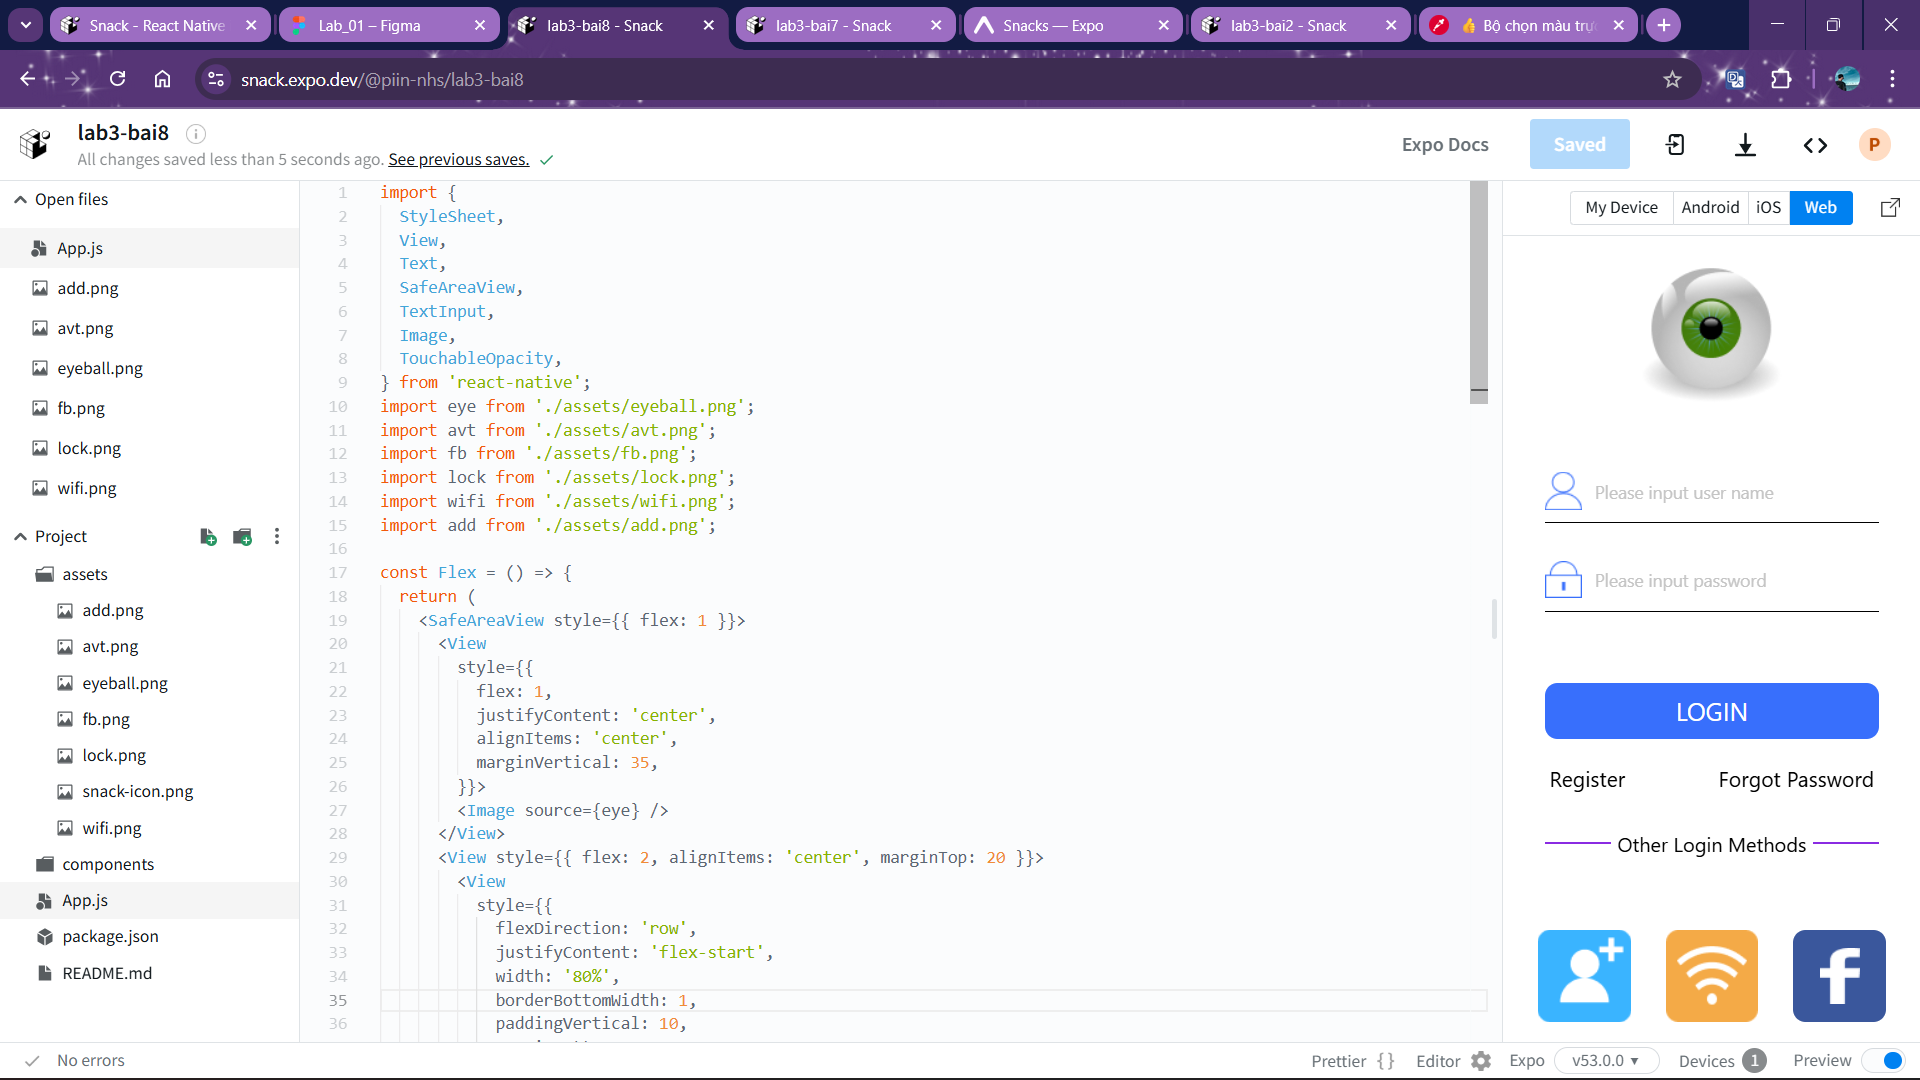 Snack - React Native
Lab_01 – Figma
lab3-bai8 - Snack
lab3-bai7 - Snack
Snacks — Expo
lab3-bai2 - Snack
👍 Bộ chọn màu trực
snack.expo.dev/@piin-nhs/lab3-bai8
lab3-bai8
All changes saved less than 5 seconds ago. See previous saves.
Expo Docs
Saved
P
Open files
App.js
add.png
avt.png
eyeball.png
fb.png
lock.png
wifi.png
Project
assets
add.png
avt.png
eyeball.png
fb.png
lock.png
snack-icon.png
wifi.png
components
App.js
package.json
README.md
1 import {
2 StyleSheet,
3 View,
4 Text,
5 SafeAreaView,
6 TextInput,
7 Image,
8 TouchableOpacity,
9 } from 'react-native';
10 import eye from './assets/eyeball.png';
11 import avt from './assets/avt.png';
12 import fb from './assets/fb.png';
13 import lock from './assets/lock.png';
14 import wifi from './assets/wifi.png';
15 import add from './assets/add.png';
16
17 const Flex = () => {
18 return (
19 <SafeAreaView style={{ flex: 1 }}>
20 <View
21 style={{
22 flex: 1,
23 justifyContent: 'center',
24 alignItems: 'center',
25 marginVertical: 35,
26 }}>
27 <Image source={eye} />
28 </View>
29 <View style={{ flex: 2, alignItems: 'center', marginTop: 20 }}>
30 <View
31 style={{
32 flexDirection: 'row',
33 justifyContent: 'flex-start',
34 width: '80%',
35 borderBottomWidth: 1,
36 paddingVertical: 10,
My Device
Android
iOS
Web
Please input user name
Please input password
LOGIN
Register
Forgot Password
Other Login Methods
No errors
Prettier { }
Editor
Expo
v53.0.0
Devices 1
Preview